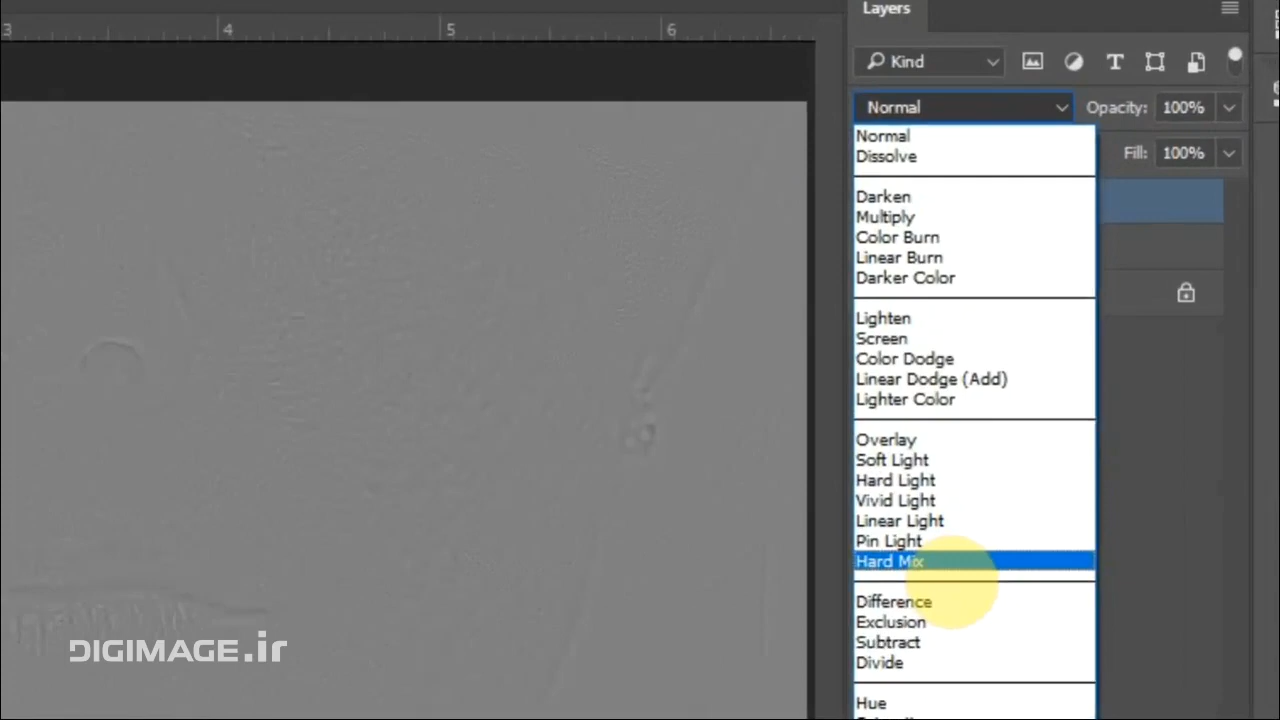 Layers
3 4 5 6
Kind
Normal Opacity: 100%
Fill: 100%
Normal
Dissolve
Darken
Multiply
Color Burn
Linear Burn
Darker Color
Lighten
Screen
Color Dodge
Linear Dodge (Add)
Lighter Color
Overlay
Soft Light
Hard Light
Vivid Light
Linear Light
Pin Light
Hard Mix
Difference
Exclusion
Subtract
Divide
Hue
DIGIMAGE.ir